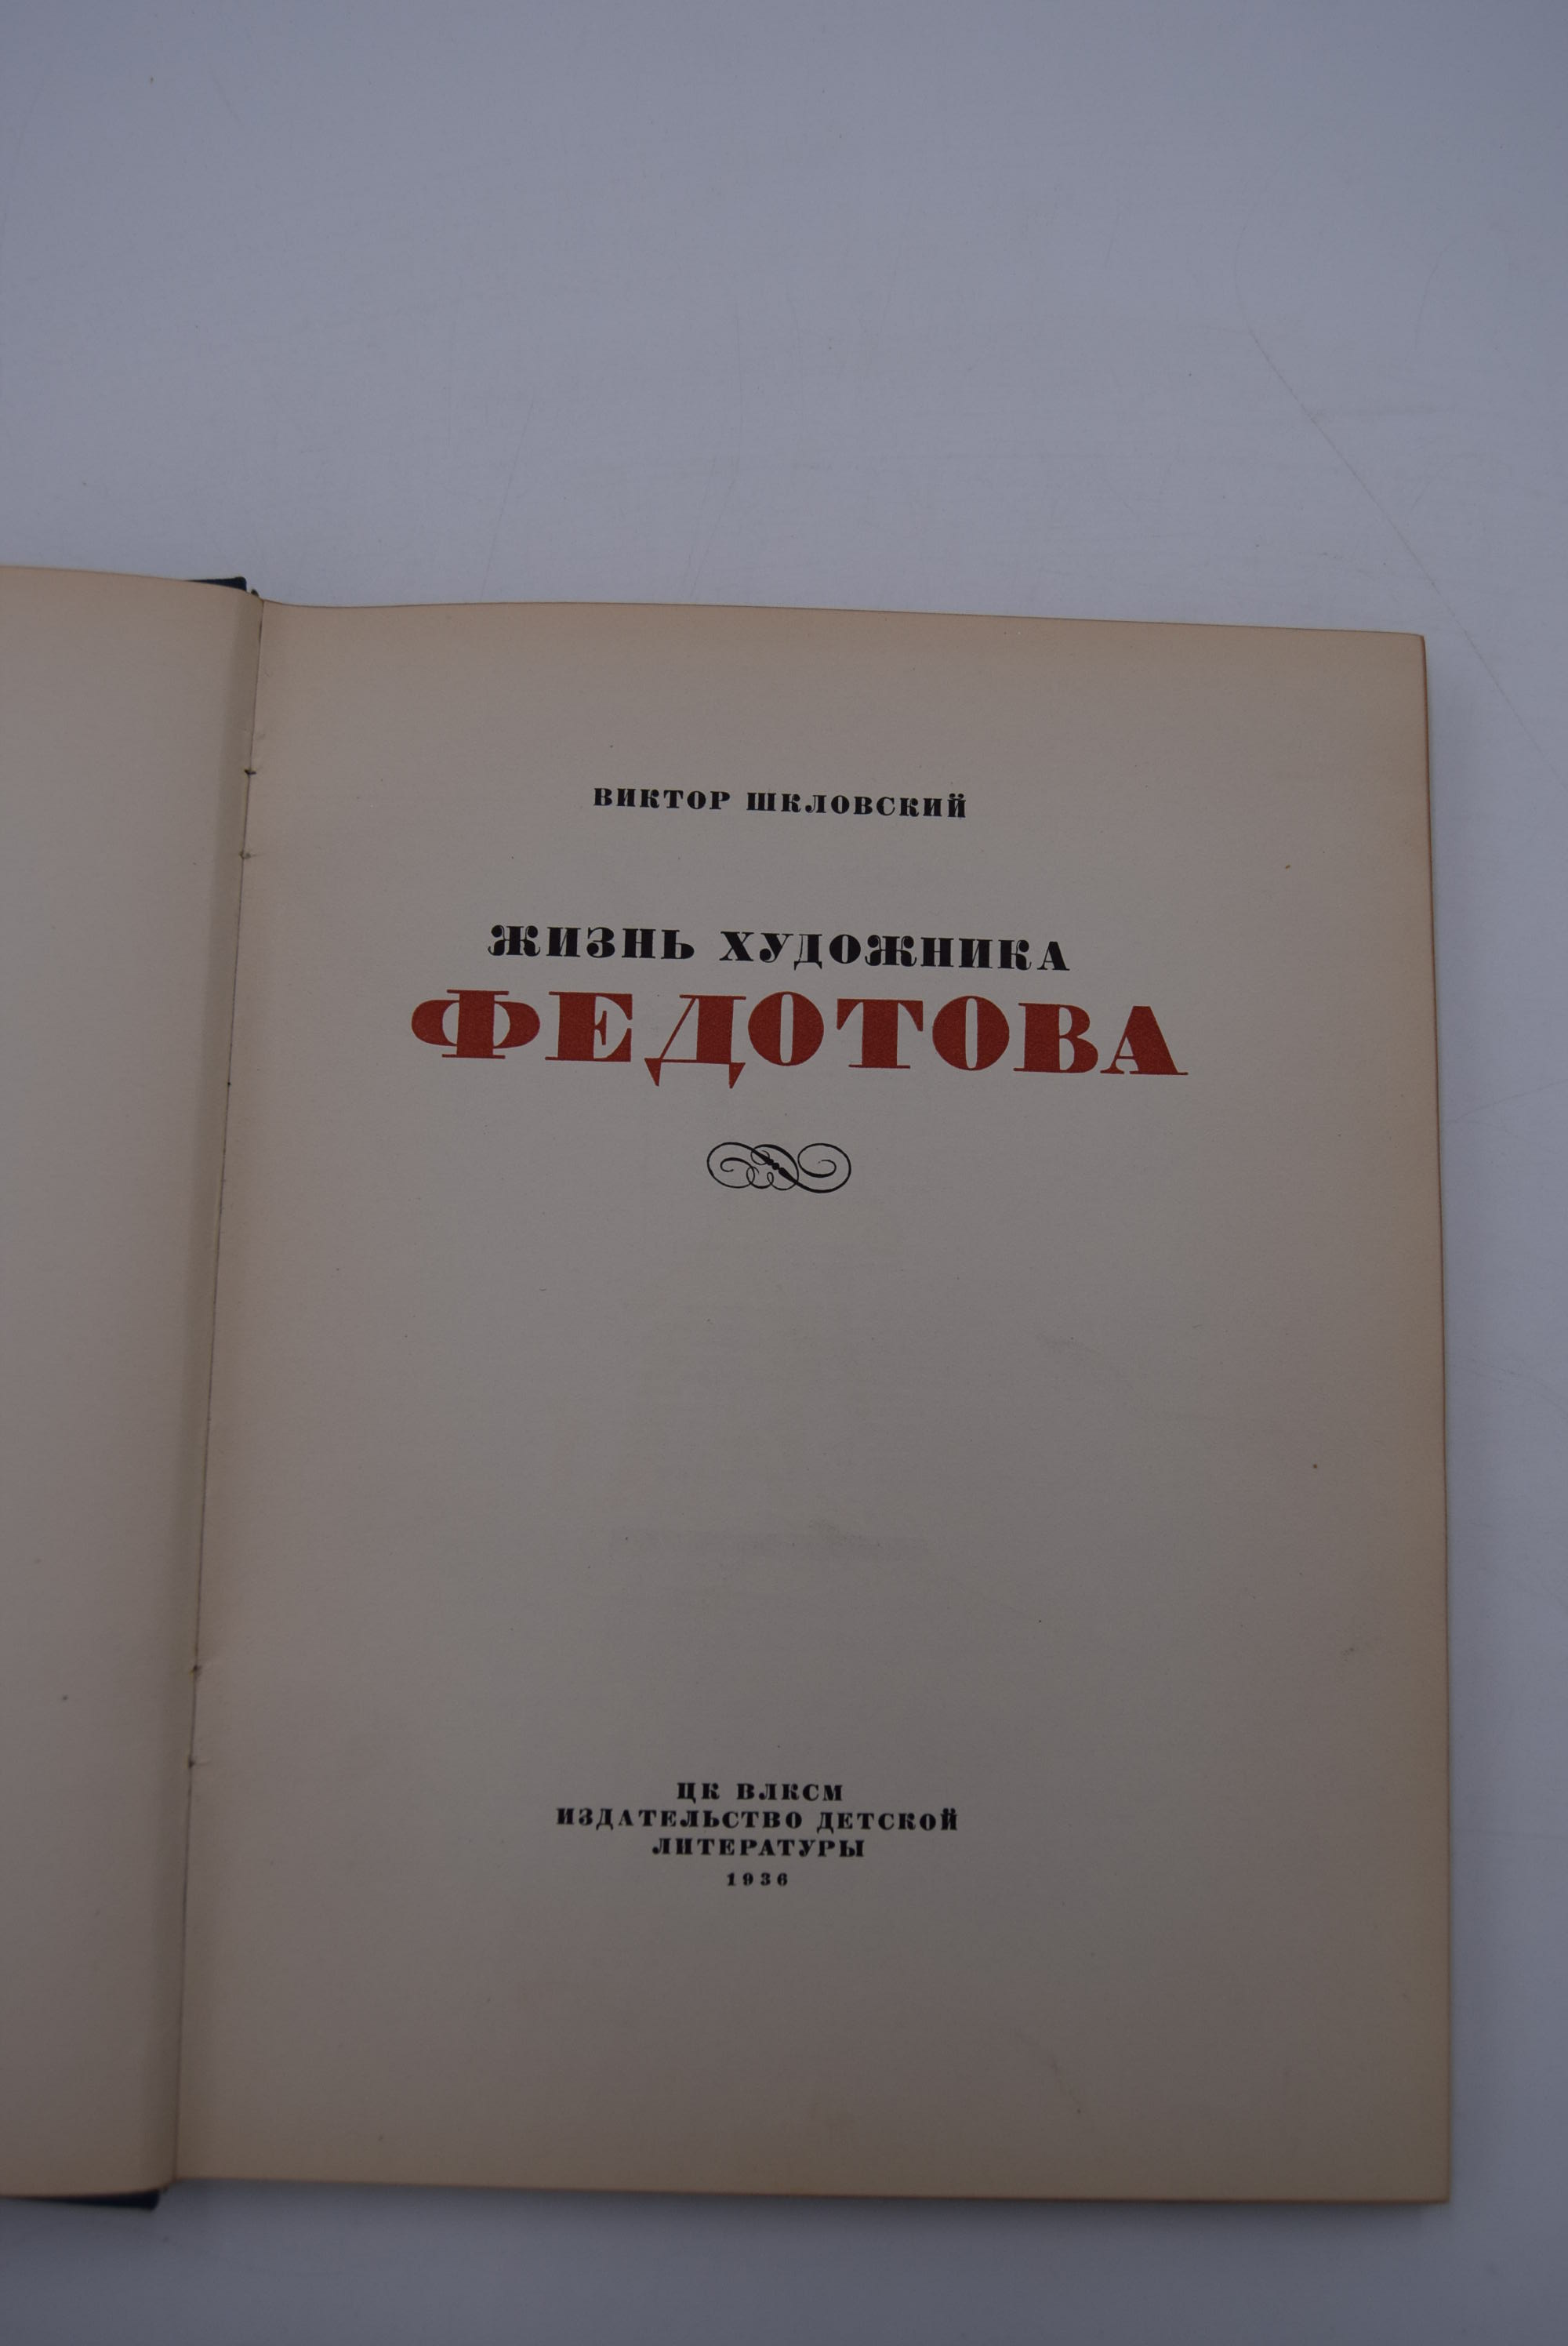 ВИКТОР ШКЛОВСКИЙ
ЖИЗНЬ ХУДОЖНИКА
ФЕДОТОВА
ЦК ВЛКСМ
ИЗДАТЕЛЬСТВО ДЕТСКОЙ
ЛИТЕРАТУРЫ
1936